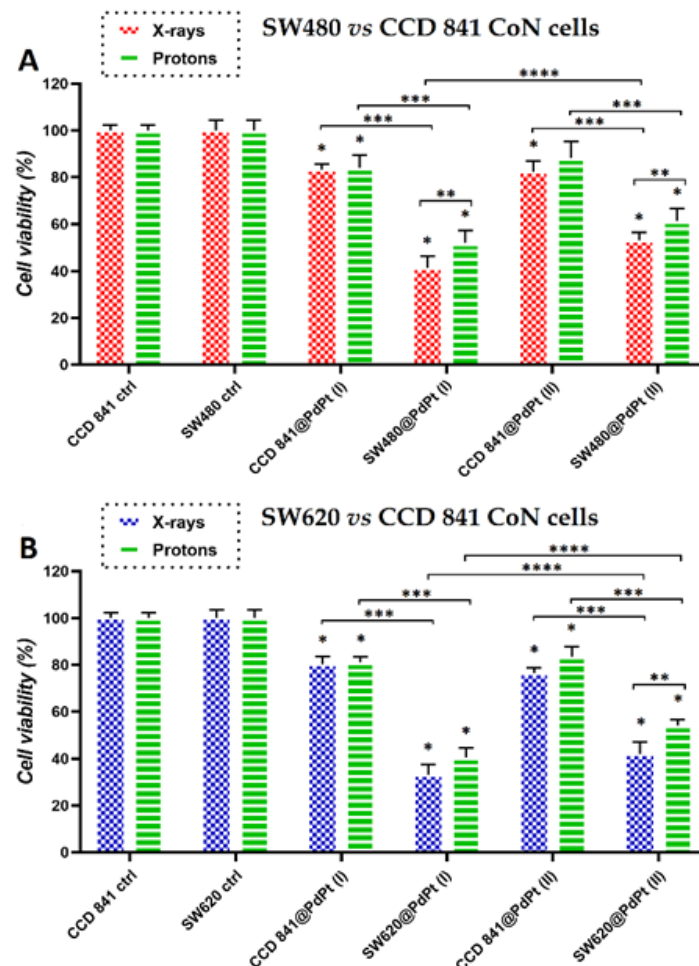 X-rays
Protons
SW480 vs CCD 841 CoN cells
A
Cell viability (%)
120
100
80
60
40
20
0
****
***
***
***
***
**
**
*
*
*
*
*
*
*
CCD 841 ctrl
SW480 ctrl
CCD 841@PdPt (I)
SW480@PdPt (I)
CCD 841@PdPt (II)
SW480@PdPt (II)
X-rays
Protons
SW620 vs CCD 841 CoN cells
B
Cell viability (%)
120
100
80
60
40
20
0
****
****
***
***
***
***
**
*
*
*
*
*
*
*
*
CCD 841 ctrl
SW620 ctrl
CCD 841@PdPt (I)
SW620@PdPt (I)
CCD 841@PdPt (II)
SW620@PdPt (II)